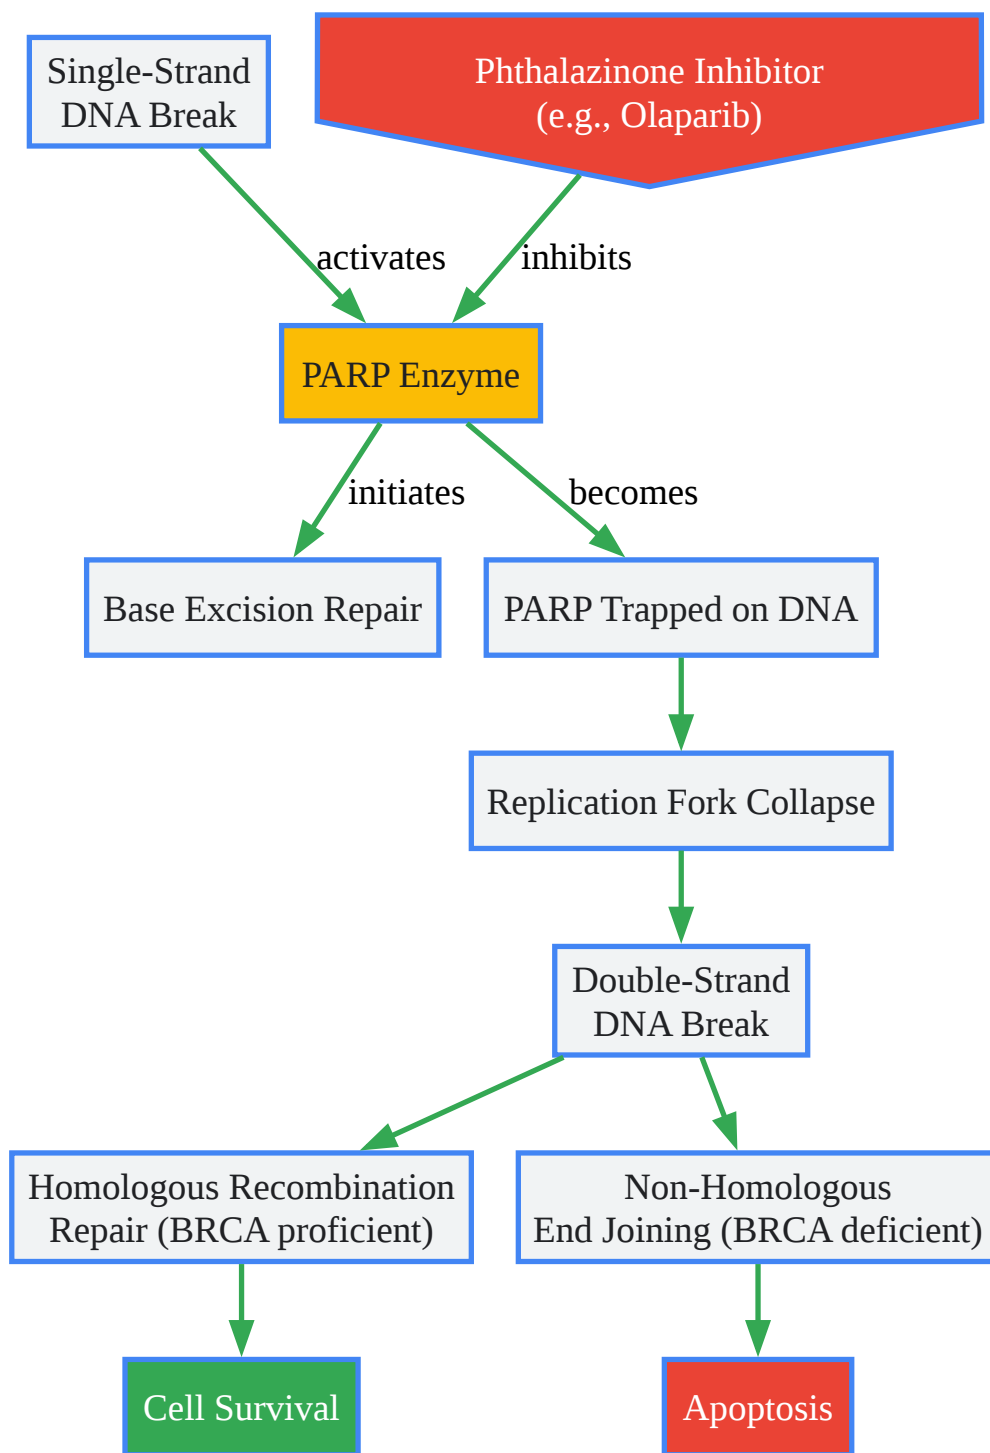 Single-Strand
DNA Break
Phthalazinone Inhibitor
(e.g., Olaparib)
activates
inhibits
PARP Enzyme
initiates
becomes
Base Excision Repair
PARP Trapped on DNA
Replication Fork Collapse
Double-Strand
DNA Break
Homologous Recombination
Repair (BRCA proficient)
Non-Homologous
End Joining (BRCA deficient)
Cell Survival
Apoptosis